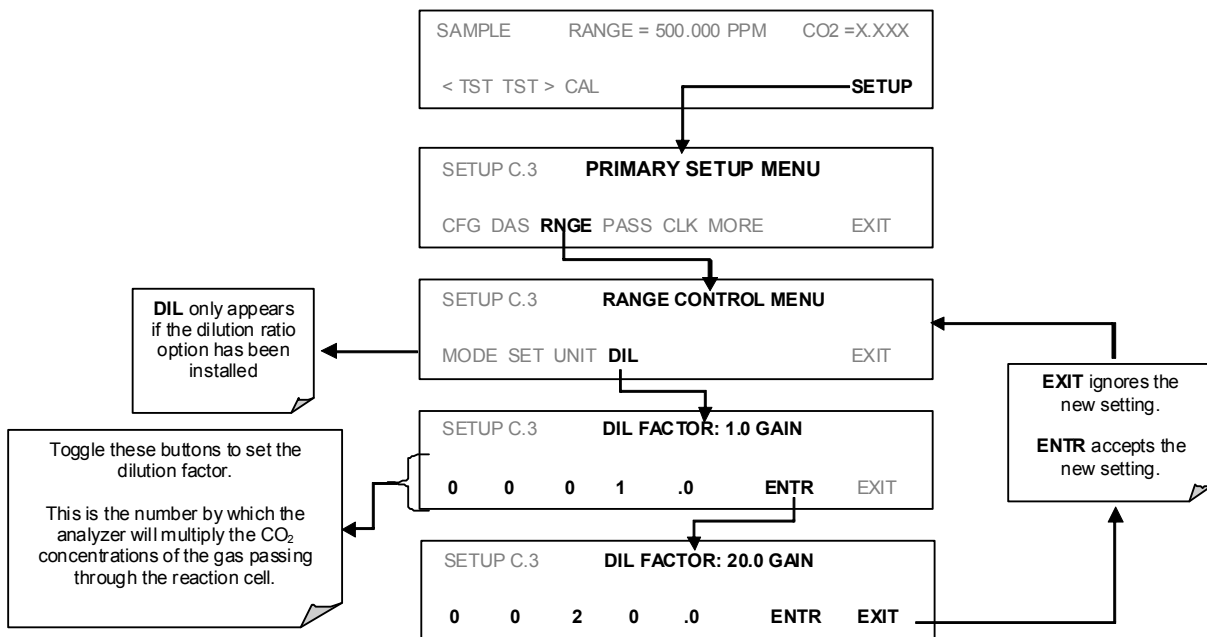 SAMPLE RANGE = 500.000 PPM CO2 =X.XXX
< TST TST > CAL SETUP
SETUP C.3 PRIMARY SETUP MENU
CFG DAS RNGE PASS CLK MORE EXIT
SETUP C.3 RANGE CONTROL MENU
MODE SET UNIT DIL EXIT
DIL only appears
if the dilution ratio
option has been
installed
EXIT ignores the
new setting.
ENTR accepts the
new setting.
SETUP C.3 DIL FACTOR: 1.0 GAIN
0 0 0 1 .0 ENTR EXIT
Toggle these buttons to set the
dilution factor.
This is the number by which the
analyzer will multiply the CO₂
concentrations of the gas passing
through the reaction cell.
SETUP C.3 DIL FACTOR: 20.0 GAIN
0 0 2 0 .0 ENTR EXIT